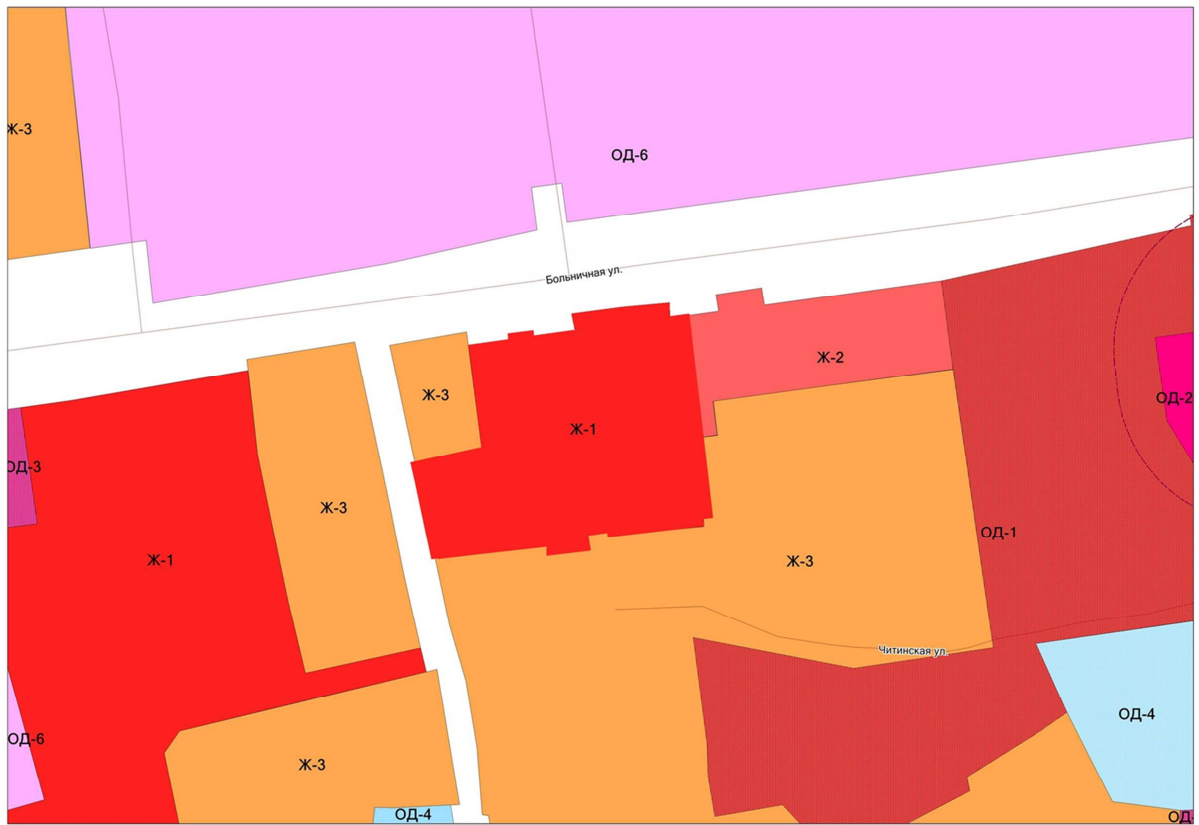 Ж-3
ОД-6
Больничная ул.
Ж-2
Ж-3
ОД-2
Ж-1
ОД-3
Ж-3
ОД-1
Ж-1
Ж-3
Читинская ул.
ОД-4
ОД-6
Ж-3
ОД-4
ОД-